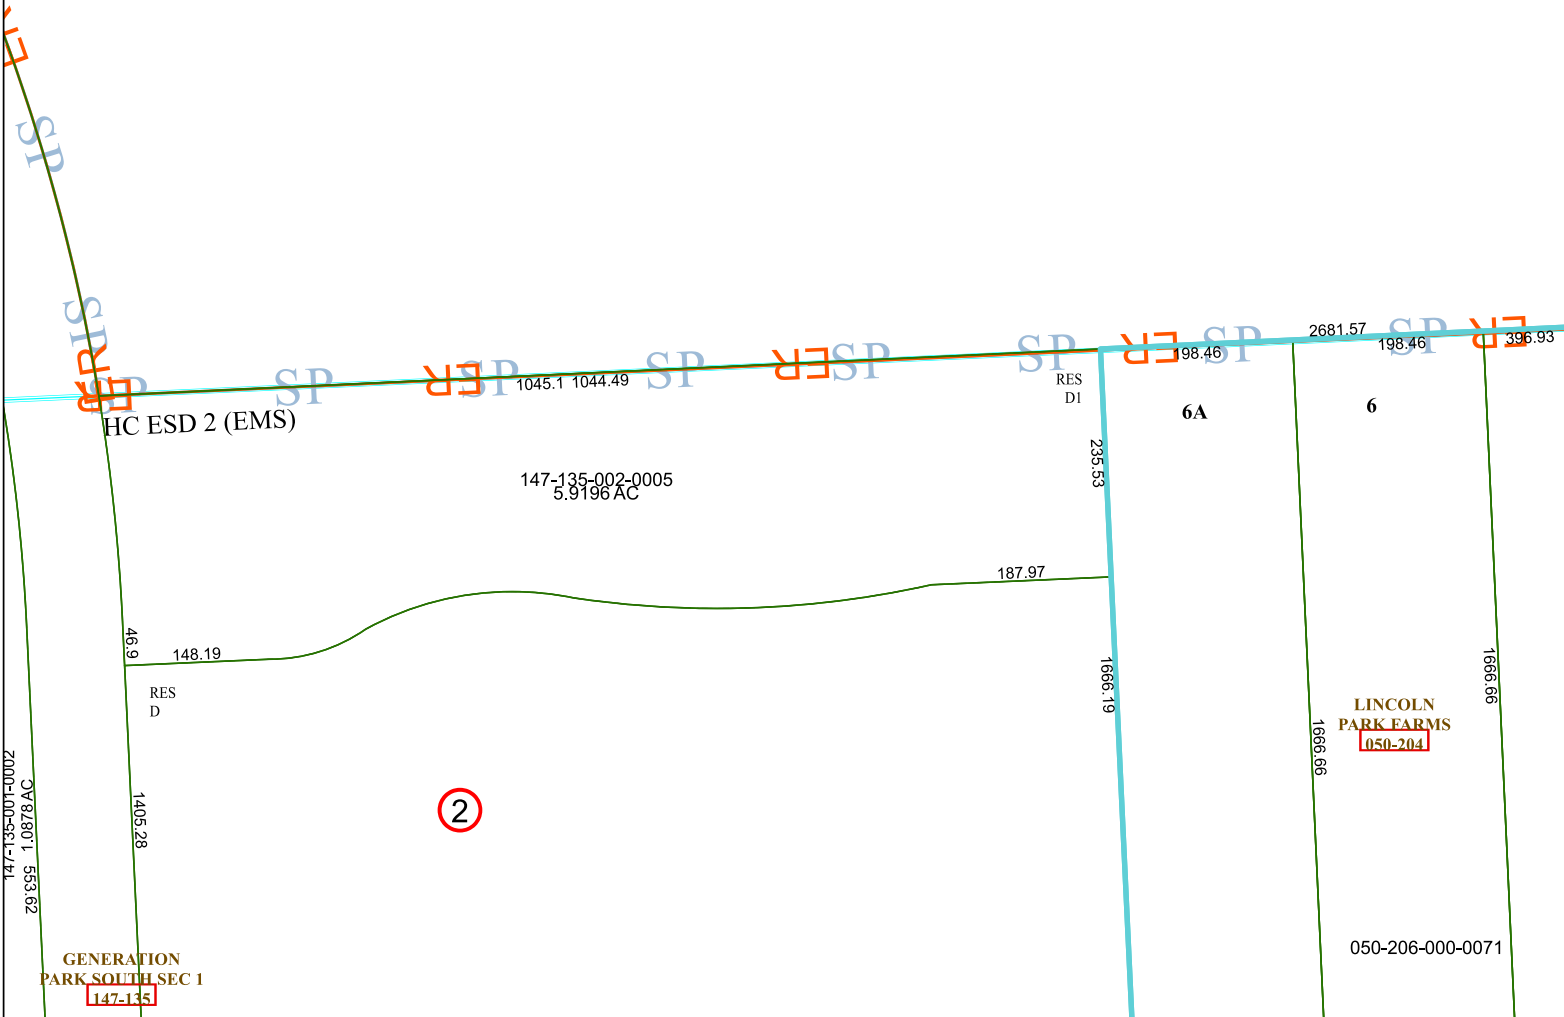 SP
SP
ER
ER
SP
SP
ER
SP
1045.1 1044.49
SP
ER
SP
SP
ER
198.46
SP
2681.57
SP
198.46
ER
396.93
HC ESD 2 (EMS)
RES
D1
6A
6
235.53
147-135-002-0005
5.9196 AC
187.97
46.9
148.19
RES
D
1666.19
1666.66
1666.66
LINCOLN
PARK FARMS
050-204
147-135-001-0002
1.0878 AC
553.62
1405.28
2
050-206-000-0071
GENERATION
PARK SOUTH SEC 1
147-135